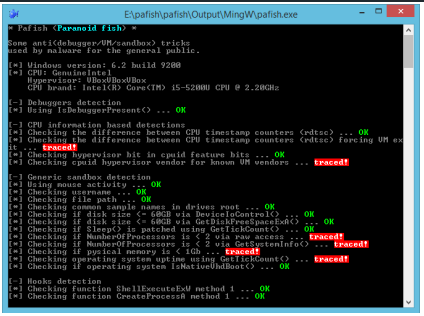 E:\pafish\pafish\Output\MingW\pafish.exe
* Pafish (Paranoid fish) *
Some anti(debugger/VM/sandbox) tricks
used by malware for the general public.
[*] Windows version: 6.2 build 9200
[*] CPU: GenuineIntel
Hypervisor: VBoxVBoxVBox
CPU brand: Intel(R) Core(TM) i5-5200U CPU @ 2.20GHz
[-] Debuggers detection
[*] Using IsDebuggerPresent() ... OK
[-] CPU information based detections
[*] Checking the difference between CPU timestamp counters (rdtsc) ... OK
[*] Checking the difference between CPU timestamp counters (rdtsc) forcing VM ex
it ... traced!
[*] Checking hypervisor bit in cpuid feature bits ... OK
[*] Checking cpuid hypervisor vendor for known VM vendors ... traced!
[-] Generic sandbox detection
[*] Using mouse activity ... OK
[*] Checking username ... OK
[*] Checking file path ... OK
[*] Checking common sample names in drives root ... OK
[*] Checking if disk size <= 60GB via DeviceIoControl() ... OK
[*] Checking if disk size <= 60GB via GetDiskFreeSpaceExA() ... OK
[*] Checking if Sleep() is patched using GetTickCount() ... OK
[*] Checking if NumberOfProcessors is < 2 via raw access ... traced!
[*] Checking if NumberOfProcessors is < 2 via GetSystemInfo() ... traced!
[*] Checking if pysical memory is < 1Gb ... traced!
[*] Checking operating system uptime using GetTickCount() ... traced!
[*] Checking if operating system IsNativeVhdBoot() ... OK
[-] Hooks detection
[*] Checking function ShellExecuteExW method 1 ... OK
[*] Checking function CreateProcessA method 1 ... OK